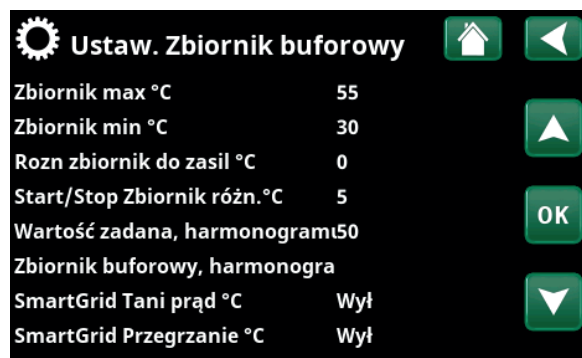 Ustaw. Zbiornik buforowy
Zbiornik max °C 55
Zbiornik min °C 30
Rozn zbiornik do zasil °C 0
Start/Stop Zbiornik różn.°C 5
Wartość zadana, harmonogramu 50
Zbiornik buforowy, harmonogra
SmartGrid Tani prąd °C Wył
SmartGrid Przegrzanie °C Wył
OK